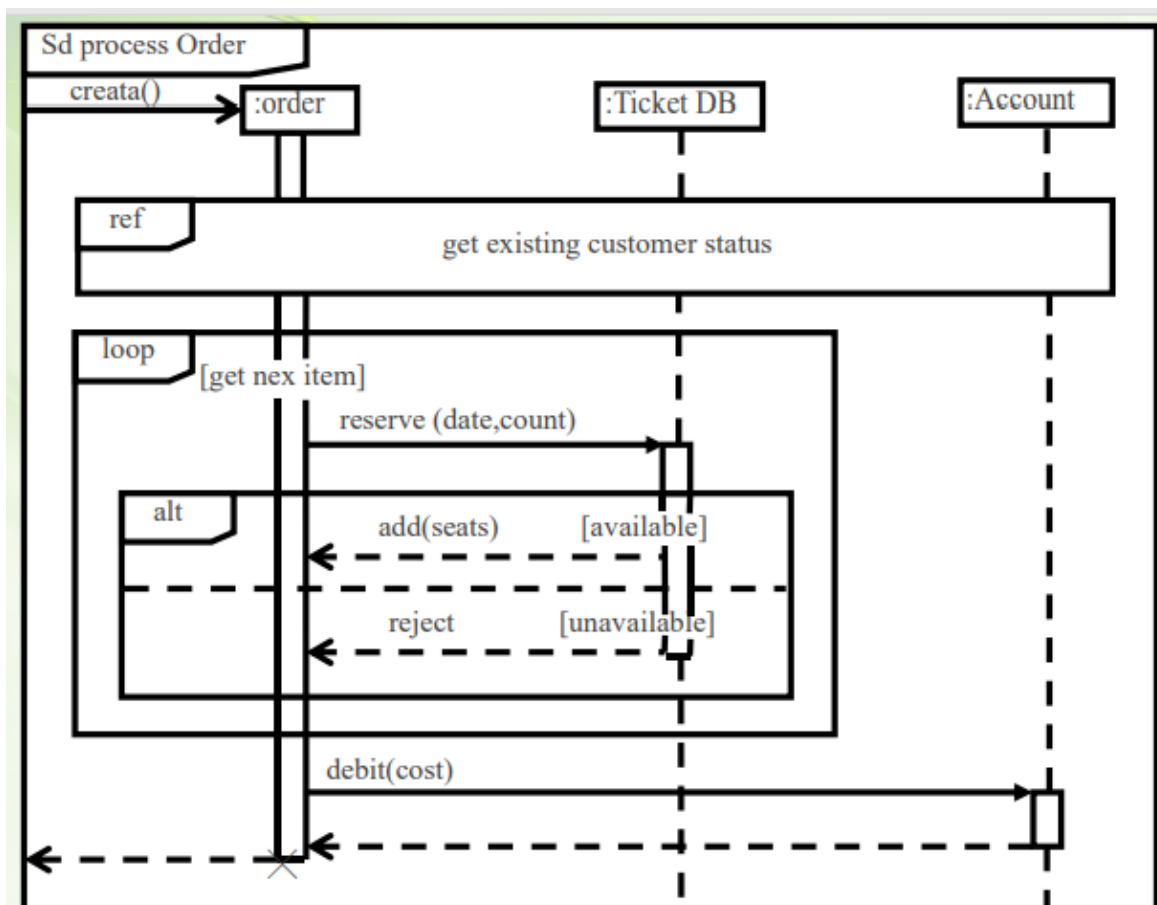 Sd process Order
creata()
:order
:Ticket DB
:Account
ref
get existing customer status
loop
[get nex item]
reserve (date,count)
alt
add(seats) [available]
reject [unavailable]
debit(cost)